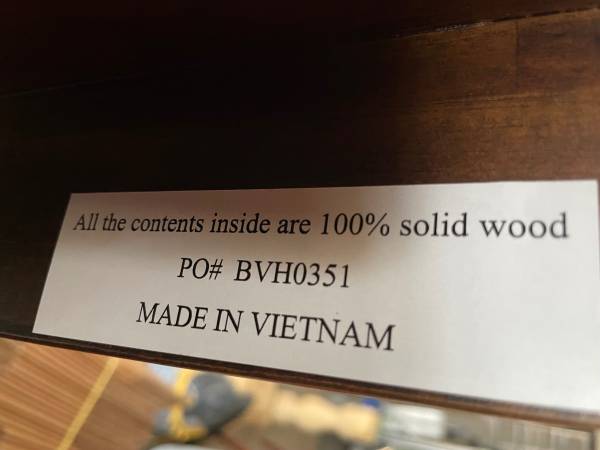 All the contents inside are 100% solid wood
PO# BVH0351
MADE IN VIETNAM